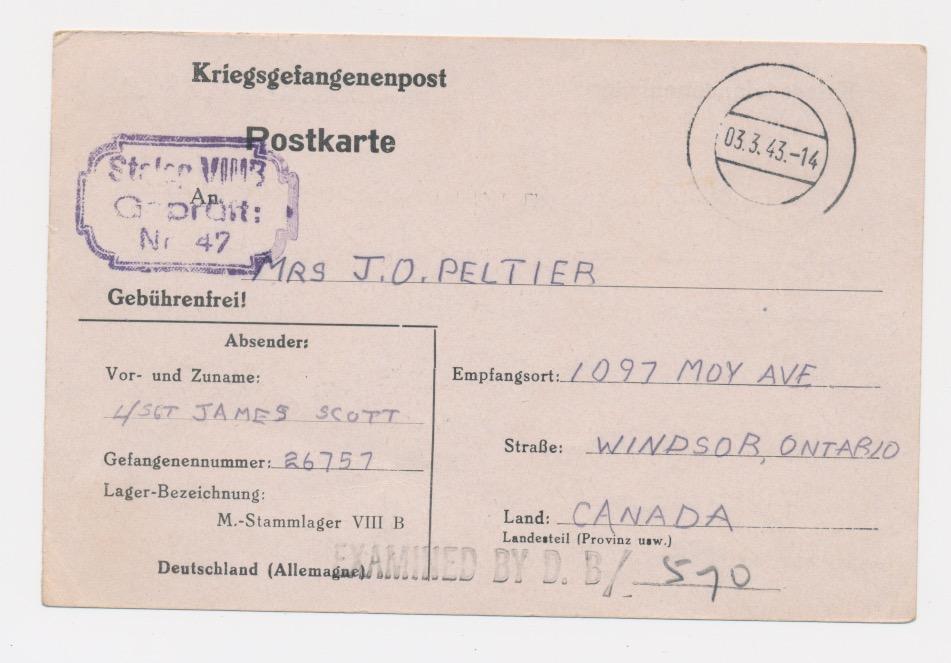 Kriegsgefangenenpost
Postkarte
03.3.43.-14
Stalag VIIIB
An
Geprüft:
Nr. 47
MRS J.O. PELTIER
Gebührenfrei!
Absender:
Vor- und Zuname:
L/SGT JAMES SCOTT
Gefangenennummer: 26757
Lager-Bezeichnung:
M.-Stammlager VIII B
Deutschland (Allemagne)
Empfangsort: 1097 MOY AVE
Straße: WINDSOR, ONTARIO
Land: CANADA
Landesteil (Provinz usw.)
EXAMINED BY D. B/ 570